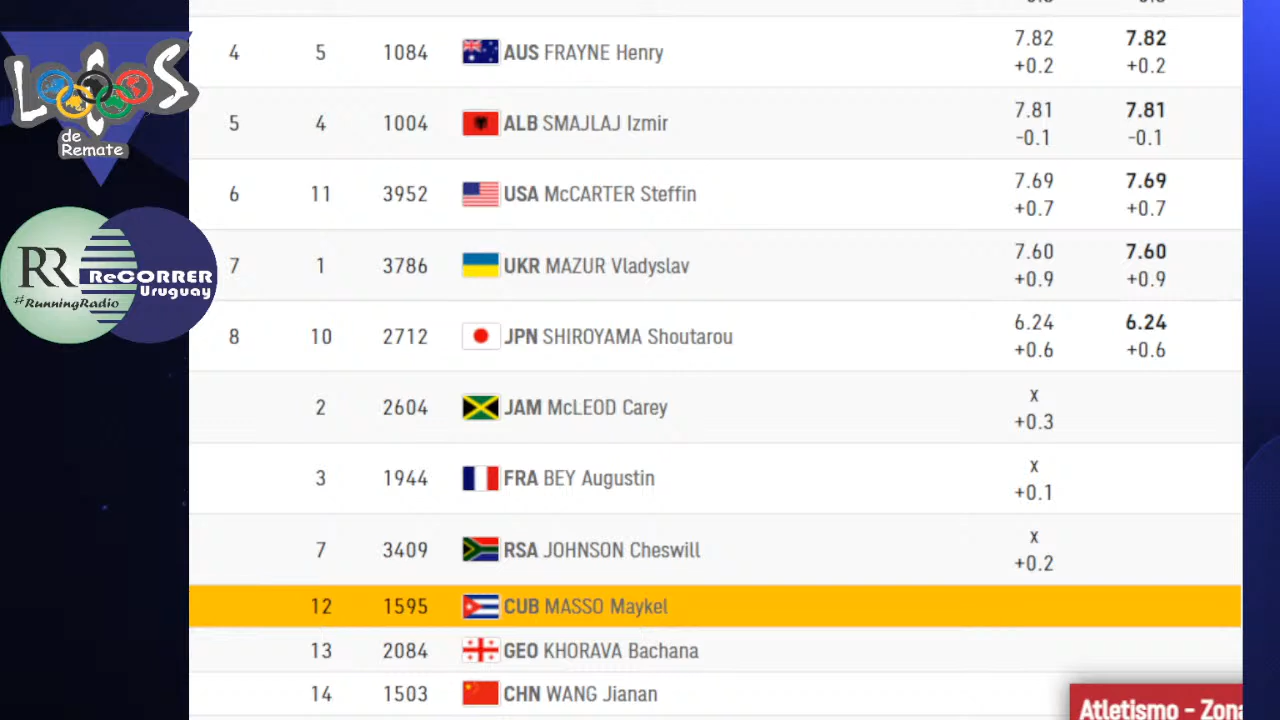 4 5 1084 AUS FRAYNE Henry 7.82 7.82
+0.2 +0.2
5 4 1004 ALB SMAJLAJ Izmir 7.81 7.81
-0.1 -0.1
6 11 3952 USA McCARTER Steffin 7.69 7.69
+0.7 +0.7
7 1 3786 UKR MAZUR Vladyslav 7.60 7.60
+0.9 +0.9
8 10 2712 JPN SHIROYAMA Shoutarou 6.24 6.24
+0.6 +0.6
2 2604 JAM McLEOD Carey x
+0.3
3 1944 FRA BEY Augustin x
+0.1
7 3409 RSA JOHNSON Cheswill x
+0.2
12 1595 CUB MASSO Maykel
13 2084 GEO KHORAVA Bachana
14 1503 CHN WANG Jianan
Locos
de
Remate
RR
#RunningRadio
ReCORRER
Uruguay
Atletismo - Zona